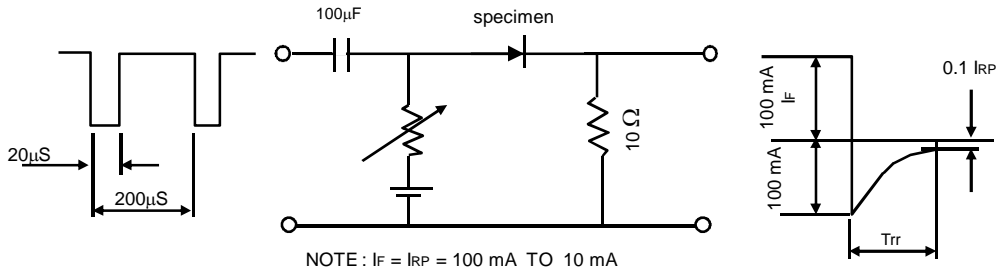 100µF
specimen
20µS
200µS
10 Ω
100 mA
IF
100 mA
0.1 IRP
Trr
NOTE : IF = IRP = 100 mA TO 10 mA